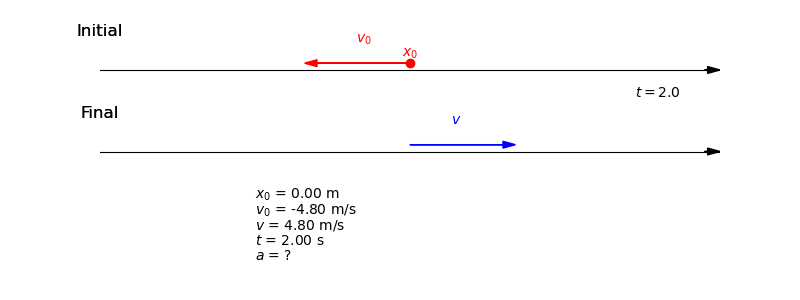 Initial
v₀
x₀
t = 2.0
Final
v
x₀ = 0.00 m
v₀ = -4.80 m/s
v = 4.80 m/s
t = 2.00 s
a = ?